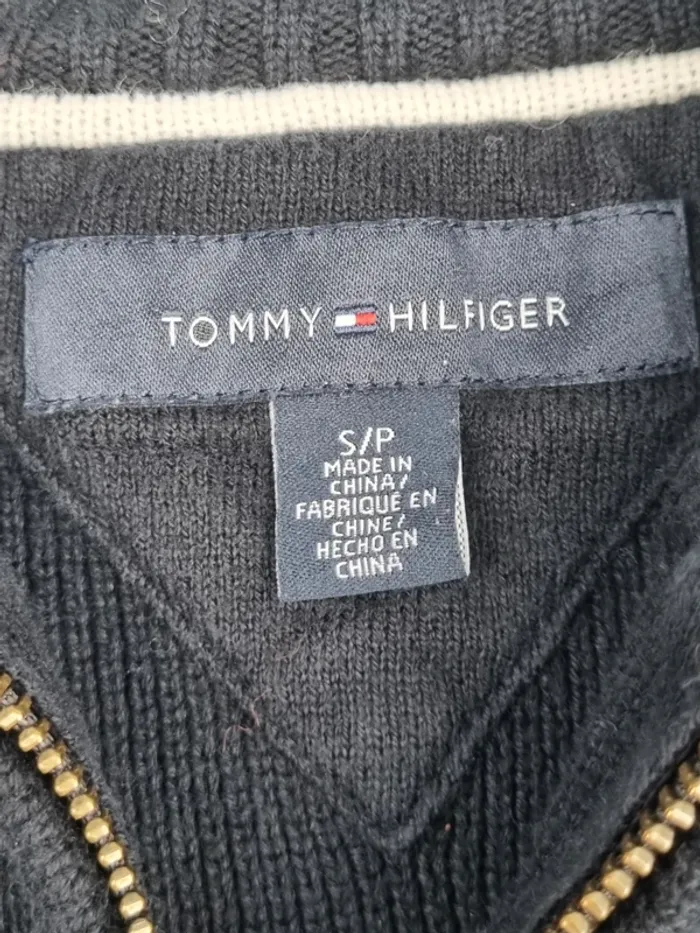 TOMMY HILFIGER
S/P
MADE IN
CHINA/
FABRIQUÉ EN
CHINE/
HECHO EN
CHINA